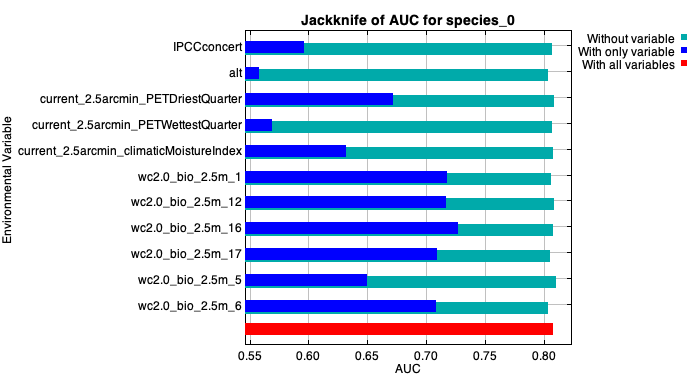 Jackknife of AUC for species_0
Without variable
With only variable
With all variables
Environmental Variable
IPCCconcert
alt
current_2.5arcmin_PETDriestQuarter
current_2.5arcmin_PETWettestQuarter
current_2.5arcmin_climaticMoistureIndex
wc2.0_bio_2.5m_1
wc2.0_bio_2.5m_12
wc2.0_bio_2.5m_16
wc2.0_bio_2.5m_17
wc2.0_bio_2.5m_5
wc2.0_bio_2.5m_6
0.55 0.60 0.65 0.70 0.75 0.80
AUC